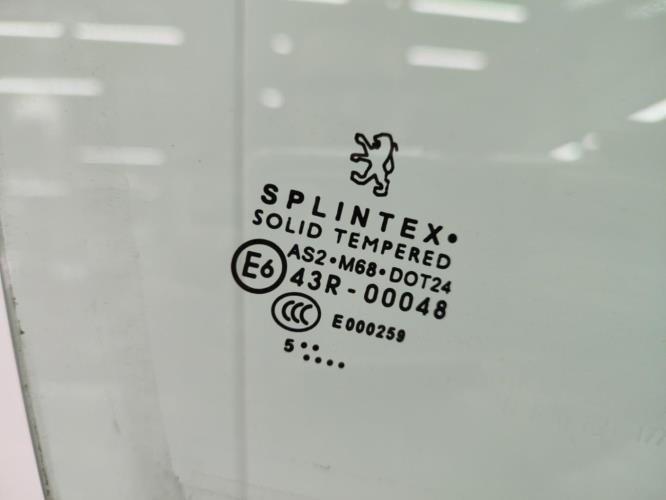 SPLINTEX•
SOLID TEMPERED
AS2•M68•DOT24
E6 43R-00048
CCC E000259
5